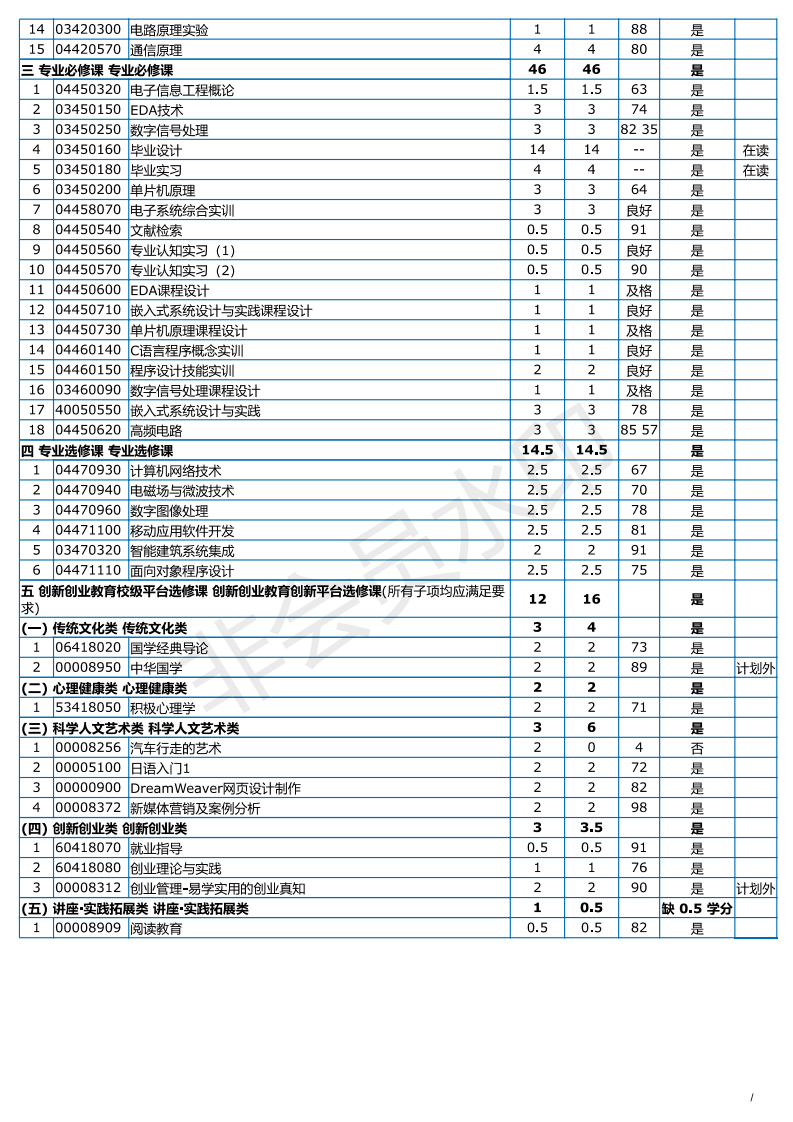 14 03420300 电路原理实验 1 1 88 是
15 04420570 通信原理 4 4 80 是
三 专业必修课 专业必修课 46 46 是
1 04450320 电子信息工程概论 1.5 1.5 63 是
2 03450150 EDA技术 3 3 74 是
3 03450250 数字信号处理 3 3 82 35 是
4 03450160 毕业设计 14 14 -- 是 在读
5 03450180 毕业实习 4 4 -- 是 在读
6 03450200 单片机原理 3 3 64 是
7 04458070 电子系统综合实训 3 3 良好 是
8 04450540 文献检索 0.5 0.5 91 是
9 04450560 专业认知实习（1） 0.5 0.5 良好 是
10 04450570 专业认知实习（2） 0.5 0.5 90 是
11 04450600 EDA课程设计 1 1 及格 是
12 04450710 嵌入式系统设计与实践课程设计 1 1 良好 是
13 04450730 单片机原理课程设计 1 1 及格 是
14 04460140 C语言程序概念实训 1 1 良好 是
15 04460150 程序设计技能实训 2 2 良好 是
16 03460090 数字信号处理课程设计 1 1 及格 是
17 40050550 嵌入式系统设计与实践 3 3 78 是
18 04450620 高频电路 3 3 85 57 是
四 专业选修课 专业选修课 14.5 14.5 是
1 04470930 计算机网络技术 2.5 2.5 67 是
2 04470940 电磁场与微波技术 2.5 2.5 70 是
3 04470960 数字图像处理 2.5 2.5 78 是
4 04471100 移动应用软件开发 2.5 2.5 81 是
5 03470320 智能建筑系统集成 2 2 91 是
6 04471110 面向对象程序设计 2.5 2.5 75 是
五 创新创业教育校级平台选修课 创新创业教育创新平台选修课(所有子项均应满足要
求) 12 16 是
(一) 传统文化类 传统文化类 3 4 是
1 06418020 国学经典导论 2 2 73 是
2 00008950 中华国学 2 2 89 是 计划外
(二) 心理健康类 心理健康类 2 2 是
1 53418050 积极心理学 2 2 71 是
(三) 科学人文艺术类 科学人文艺术类 3 6 是
1 00008256 汽车行走的艺术 2 0 4 否
2 00005100 日语入门1 2 2 72 是
3 00000900 DreamWeaver网页设计制作 2 2 82 是
4 00008372 新媒体营销及案例分析 2 2 98 是
(四) 创新创业类 创新创业类 3 3.5 是
1 60418070 就业指导 0.5 0.5 91 是
2 60418080 创业理论与实践 1 1 76 是
3 00008312 创业管理-易学实用的创业真知 2 2 90 是 计划外
(五) 讲座·实践拓展类 讲座·实践拓展类 1 0.5 缺 0.5 学分
1 00008909 阅读教育 0.5 0.5 82 是
非会员水印
/